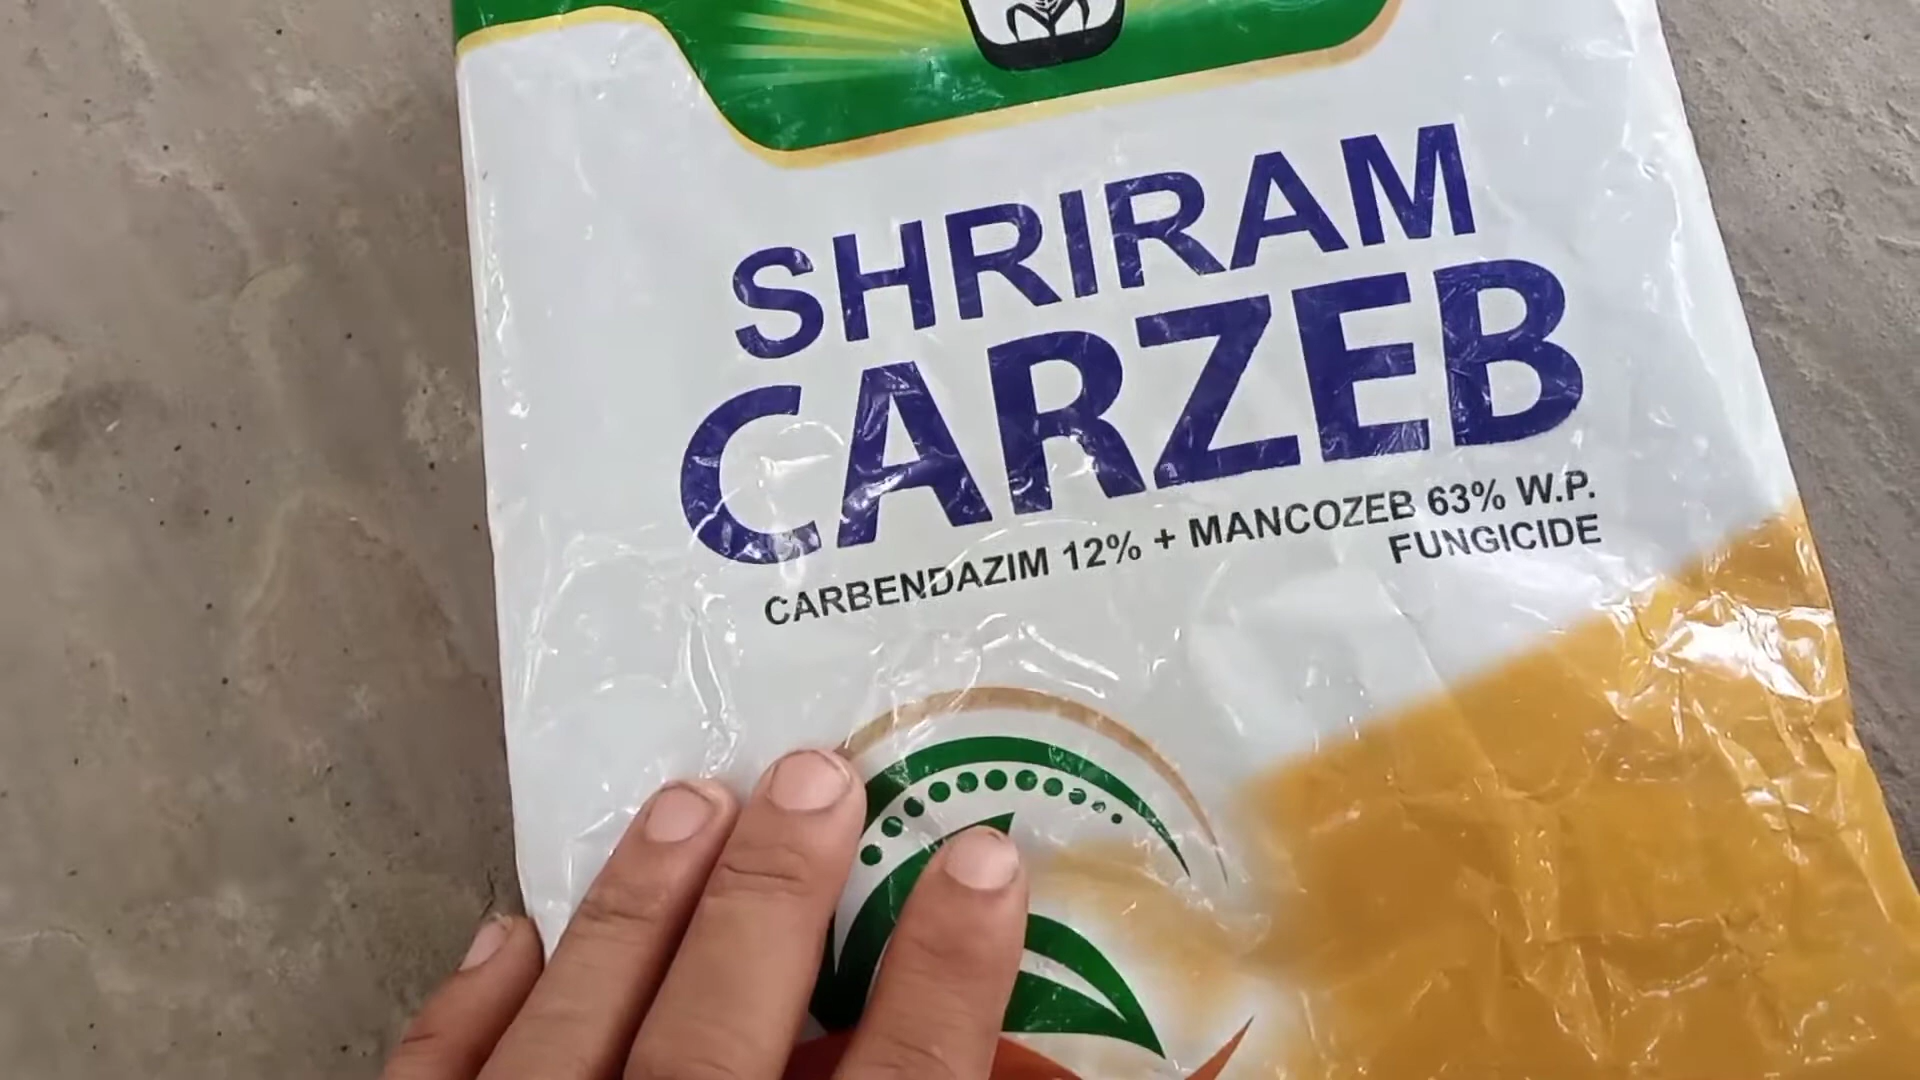 SHRIRAM
CARZEB
CARBENDAZIM 12% + MANCOZEB 63% W.P.
FUNGICIDE